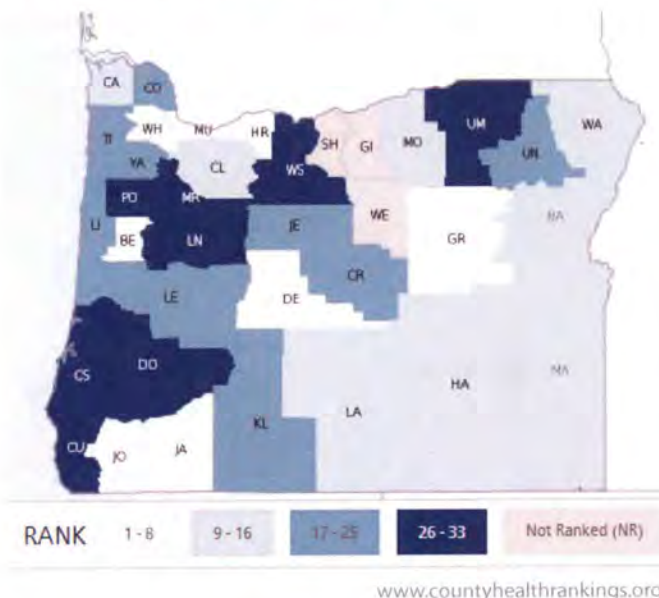 CA
CO
TI
WH
MU
HR
SH
GI
MO
UM
UN
WA
YA
CL
WS
PO
MR
LI
BE
LN
JE
WE
GR
BA
LE
DE
CR
CS
DO
CU
JO
JA
KL
LA
HA
MA
RANK 1 - 8 9 - 16 17 - 25 26 - 33 Not Ranked (NR)
www.countyhealthrankings.org